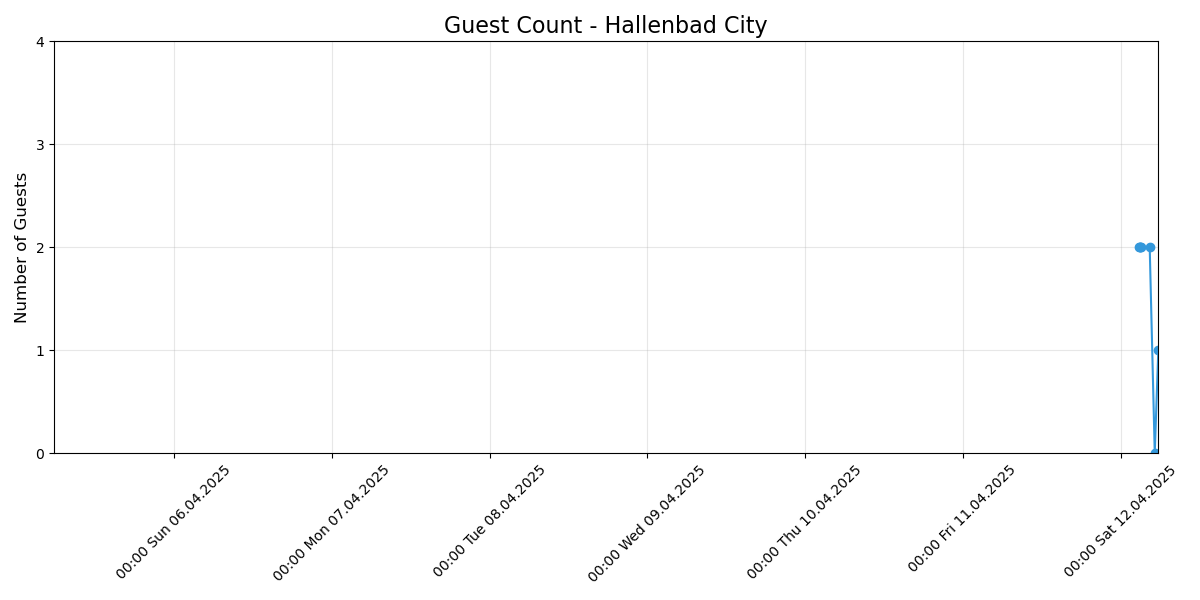 Guest Count - Hallenbad City
Number of Guests
4
3
2
1
0
00:00 Sun 06.04.2025
00:00 Mon 07.04.2025
00:00 Tue 08.04.2025
00:00 Wed 09.04.2025
00:00 Thu 10.04.2025
00:00 Fri 11.04.2025
00:00 Sat 12.04.2025